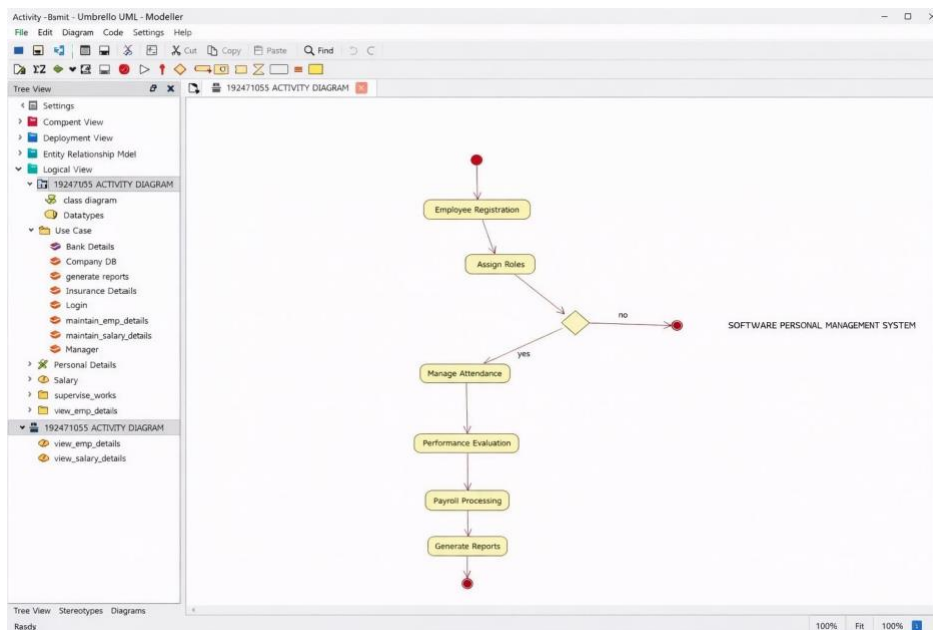 Activity -Bsmit - Umbrello UML - Modeller
File Edit Diagram Code Settings Help
Cut Copy Paste Find
ΣZ
Tree View
192471055 ACTIVITY DIAGRAM
Settings
Compent View
Deployment View
Entity Relationship Mdel
Logical View
192471055 ACTIVITY DIAGRAM
class diagram
Datatypes
Use Case
Bank Details
Company DB
generate reports
Insurance Details
Login
maintain_emp_details
maintain_salary_details
Manager
Personal Details
Salary
supervise_works
view_emp_details
192471055 ACTIVITY DIAGRAM
view_emp_details
view_salary_details
Employee Registration
Assign Roles
no
SOFTWARE PERSONAL MANAGEMENT SYSTEM
yes
Manage Attendance
Performance Evaluation
Payroll Processing
Generate Reports
Tree View Stereotypes Diagrams
Rasdy
100% Fit 100%